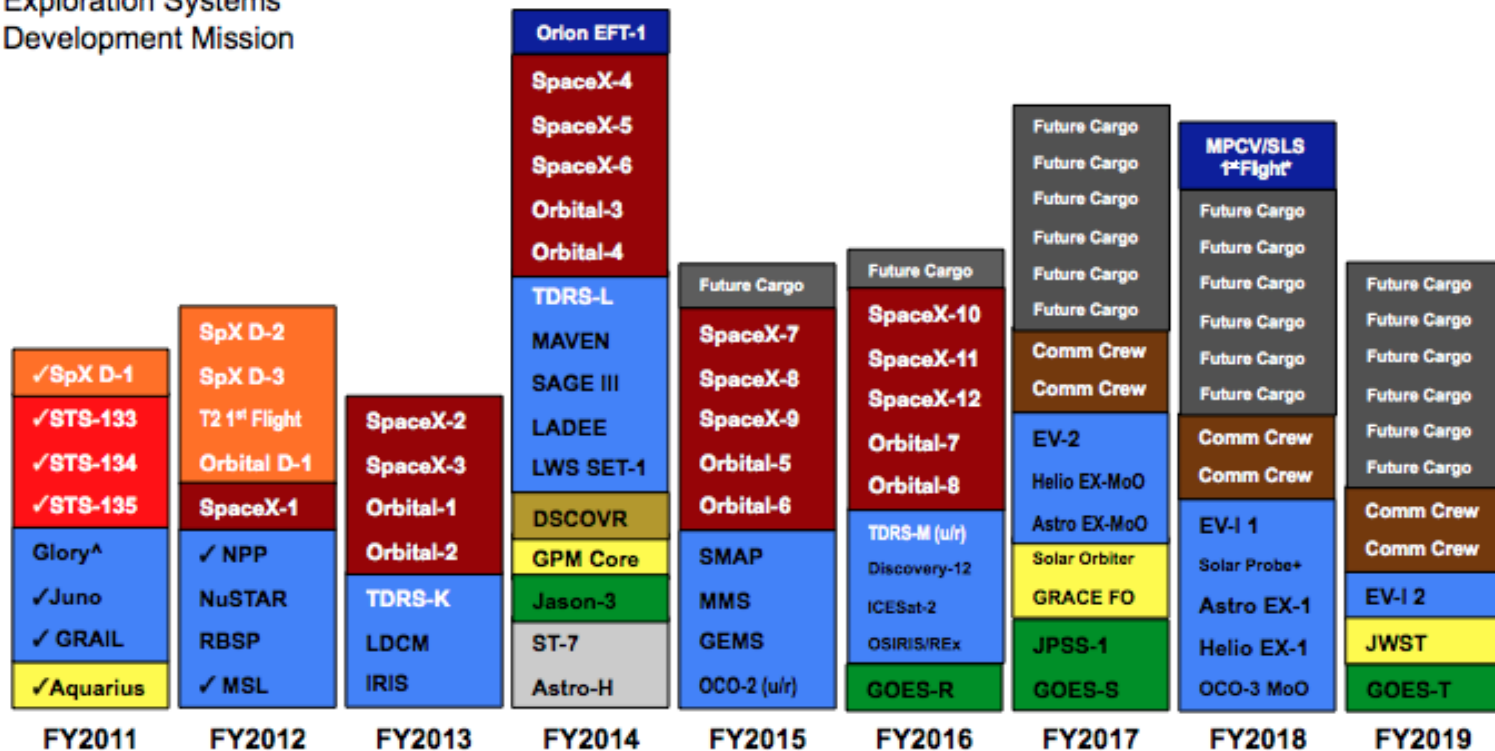 Exploration Systems
Development Mission
✓SpX D-1
✓STS-133
✓STS-134
✓STS-135
Glory^
✓Juno
✓ GRAIL
✓Aquarius
FY2011
SpX D-2
SpX D-3
T2 1st Flight
Orbital D-1
SpaceX-1
✓ NPP
NuSTAR
RBSP
✓ MSL
FY2012
SpaceX-2
SpaceX-3
Orbital-1
Orbital-2
TDRS-K
LDCM
IRIS
FY2013
Orion EFT-1
SpaceX-4
SpaceX-5
SpaceX-6
Orbital-3
Orbital-4
TDRS-L
MAVEN
SAGE III
LADEE
LWS SET-1
DSCOVR
GPM Core
Jason-3
ST-7
Astro-H
FY2014
Future Cargo
SpaceX-7
SpaceX-8
SpaceX-9
Orbital-5
Orbital-6
SMAP
MMS
GEMS
OCO-2 (u/r)
FY2015
Future Cargo
SpaceX-10
SpaceX-11
SpaceX-12
Orbital-7
Orbital-8
TDRS-M (u/r)
Discovery-12
ICESat-2
OSIRIS/REx
GOES-R
FY2016
Future Cargo
Future Cargo
Future Cargo
Future Cargo
Future Cargo
Future Cargo
Comm Crew
Comm Crew
EV-2
Helio EX-MoO
Astro EX-MoO
Solar Orbiter
GRACE FO
JPSS-1
GOES-S
FY2017
MPCV/SLS
1st Flight*
Future Cargo
Future Cargo
Future Cargo
Future Cargo
Future Cargo
Future Cargo
Comm Crew
Comm Crew
EV-I 1
Solar Probe+
Astro EX-1
Helio EX-1
OCO-3 MoO
FY2018
Future Cargo
Future Cargo
Future Cargo
Future Cargo
Future Cargo
Future Cargo
Comm Crew
Comm Crew
EV-I 2
JWST
GOES-T
FY2019